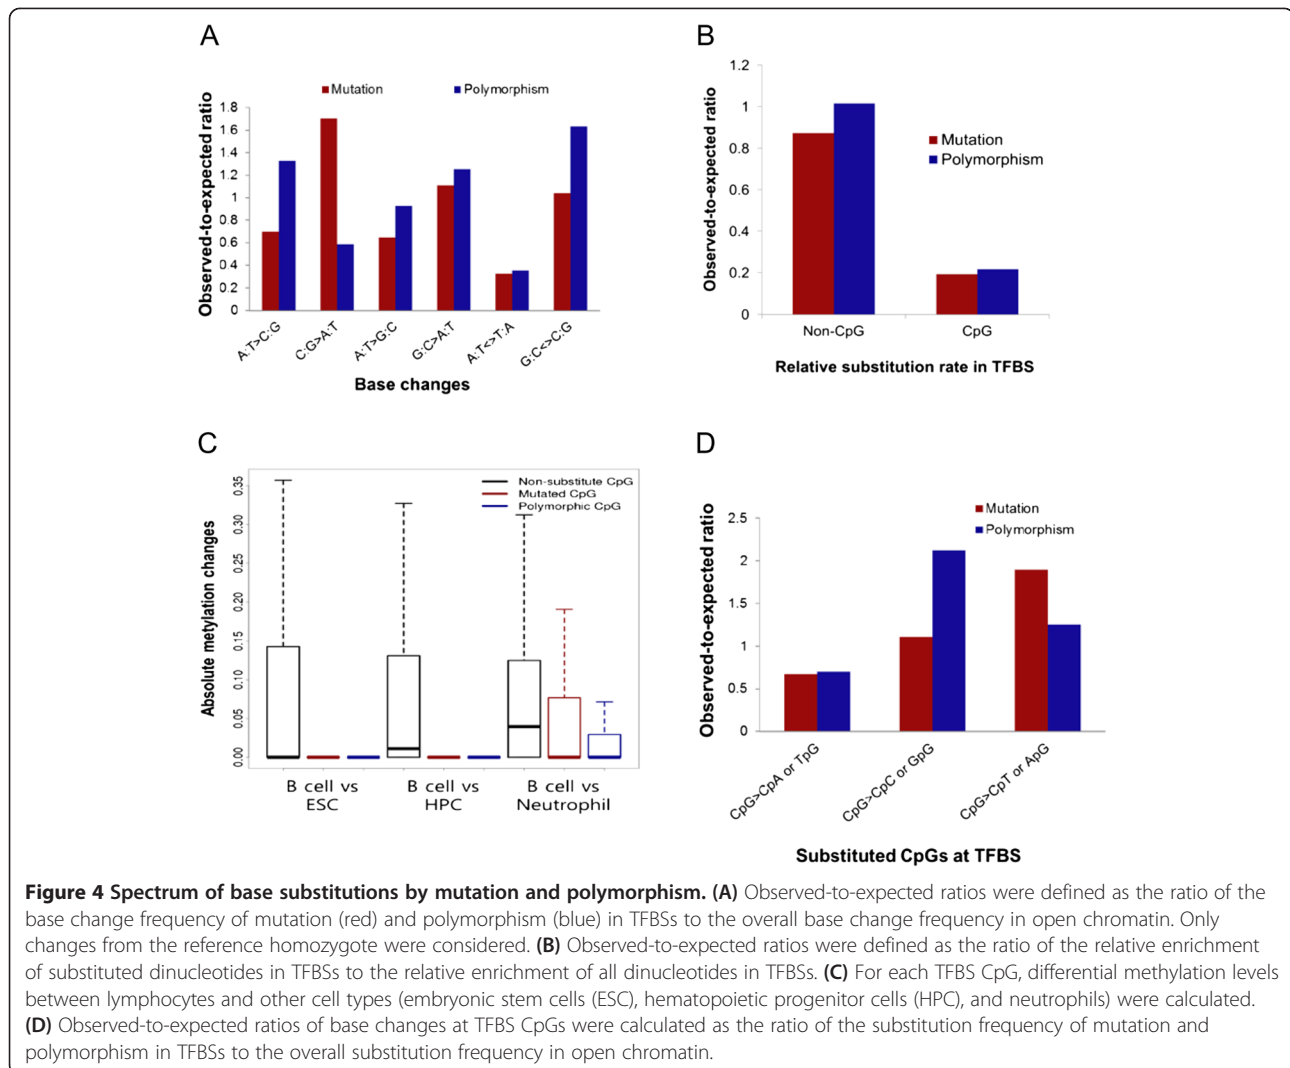 A
Mutation
Polymorphism
Observed-to-expected ratio
1.8
1.6
1.4
1.2
1
0.8
0.6
0.4
0.2
0
A:T>C:G
C:G>A:T
A:T>G:C
G:C>A:T
A:T<>T:A
G:C<>C:G
Base changes
B
Observed-to-expected ratio
1.2
1
0.8
0.6
0.4
0.2
0
Mutation
Polymorphism
Non-CpG
CpG
Relative substitution rate in TFBS
C
Absolute metylation changes
0.35
0.30
0.25
0.20
0.15
0.10
0.05
0.00
Non-substitute CpG
Mutated CpG
Polymorphic CpG
B cell vs
ESC
B cell vs
HPC
B cell vs
Neutrophil
D
Mutation
Polymorphism
Observed-to-expected ratio
2.5
2
1.5
1
0.5
0
CpG>CpA or TpG
CpG>CpC or GpG
CpG>CpT or ApG
Substituted CpGs at TFBS
Figure 4 Spectrum of base substitutions by mutation and polymorphism. (A) Observed-to-expected ratios were defined as the ratio of the
base change frequency of mutation (red) and polymorphism (blue) in TFBSs to the overall base change frequency in open chromatin. Only
changes from the reference homozygote were considered. (B) Observed-to-expected ratios were defined as the ratio of the relative enrichment
of substituted dinucleotides in TFBSs to the relative enrichment of all dinucleotides in TFBSs. (C) For each TFBS CpG, differential methylation levels
between lymphocytes and other cell types (embryonic stem cells (ESC), hematopoietic progenitor cells (HPC), and neutrophils) were calculated.
(D) Observed-to-expected ratios of base changes at TFBS CpGs were calculated as the ratio of the substitution frequency of mutation and
polymorphism in TFBSs to the overall substitution frequency in open chromatin.